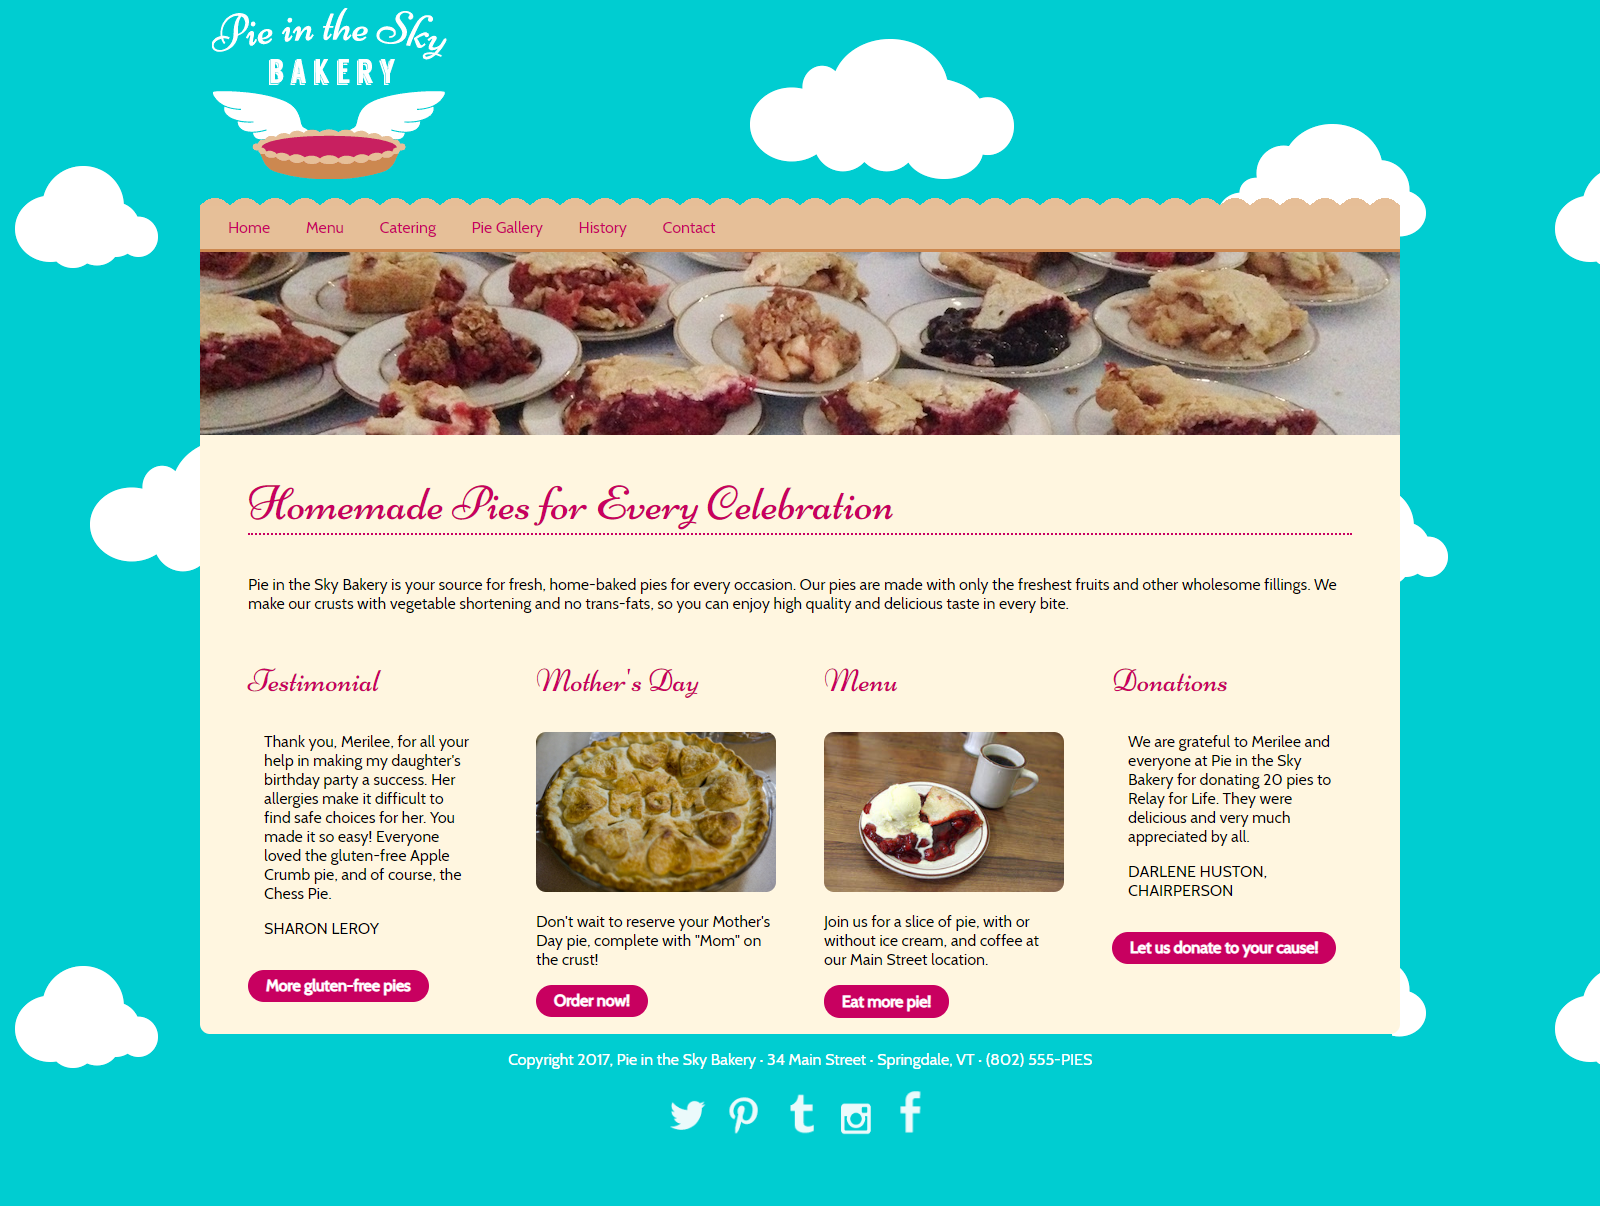 Pie in the Sky
BAKERY
Home Menu Catering Pie Gallery History Contact
Homemade Pies for Every Celebration
Pie in the Sky Bakery is your source for fresh, home-baked pies for every occasion. Our pies are made with only the freshest fruits and other wholesome fillings. We
make our crusts with vegetable shortening and no trans-fats, so you can enjoy high quality and delicious taste in every bite.
Testimonial
Thank you, Merilee, for all your
help in making my daughter's
birthday party a success. Her
allergies make it difficult to
find safe choices for her. You
made it so easy! Everyone
loved the gluten-free Apple
Crumb pie, and of course, the
Chess Pie.
SHARON LEROY
More gluten-free pies
Mother's Day
Don't wait to reserve your Mother's
Day pie, complete with "Mom" on
the crust!
Order now!
Menu
Join us for a slice of pie, with or
without ice cream, and coffee at
our Main Street location.
Eat more pie!
Donations
We are grateful to Merilee and
everyone at Pie in the Sky
Bakery for donating 20 pies to
Relay for Life. They were
delicious and very much
appreciated by all.
DARLENE HUSTON,
CHAIRPERSON
Let us donate to your cause!
Copyright 2017, Pie in the Sky Bakery · 34 Main Street · Springdale, VT · (802) 555-PIES